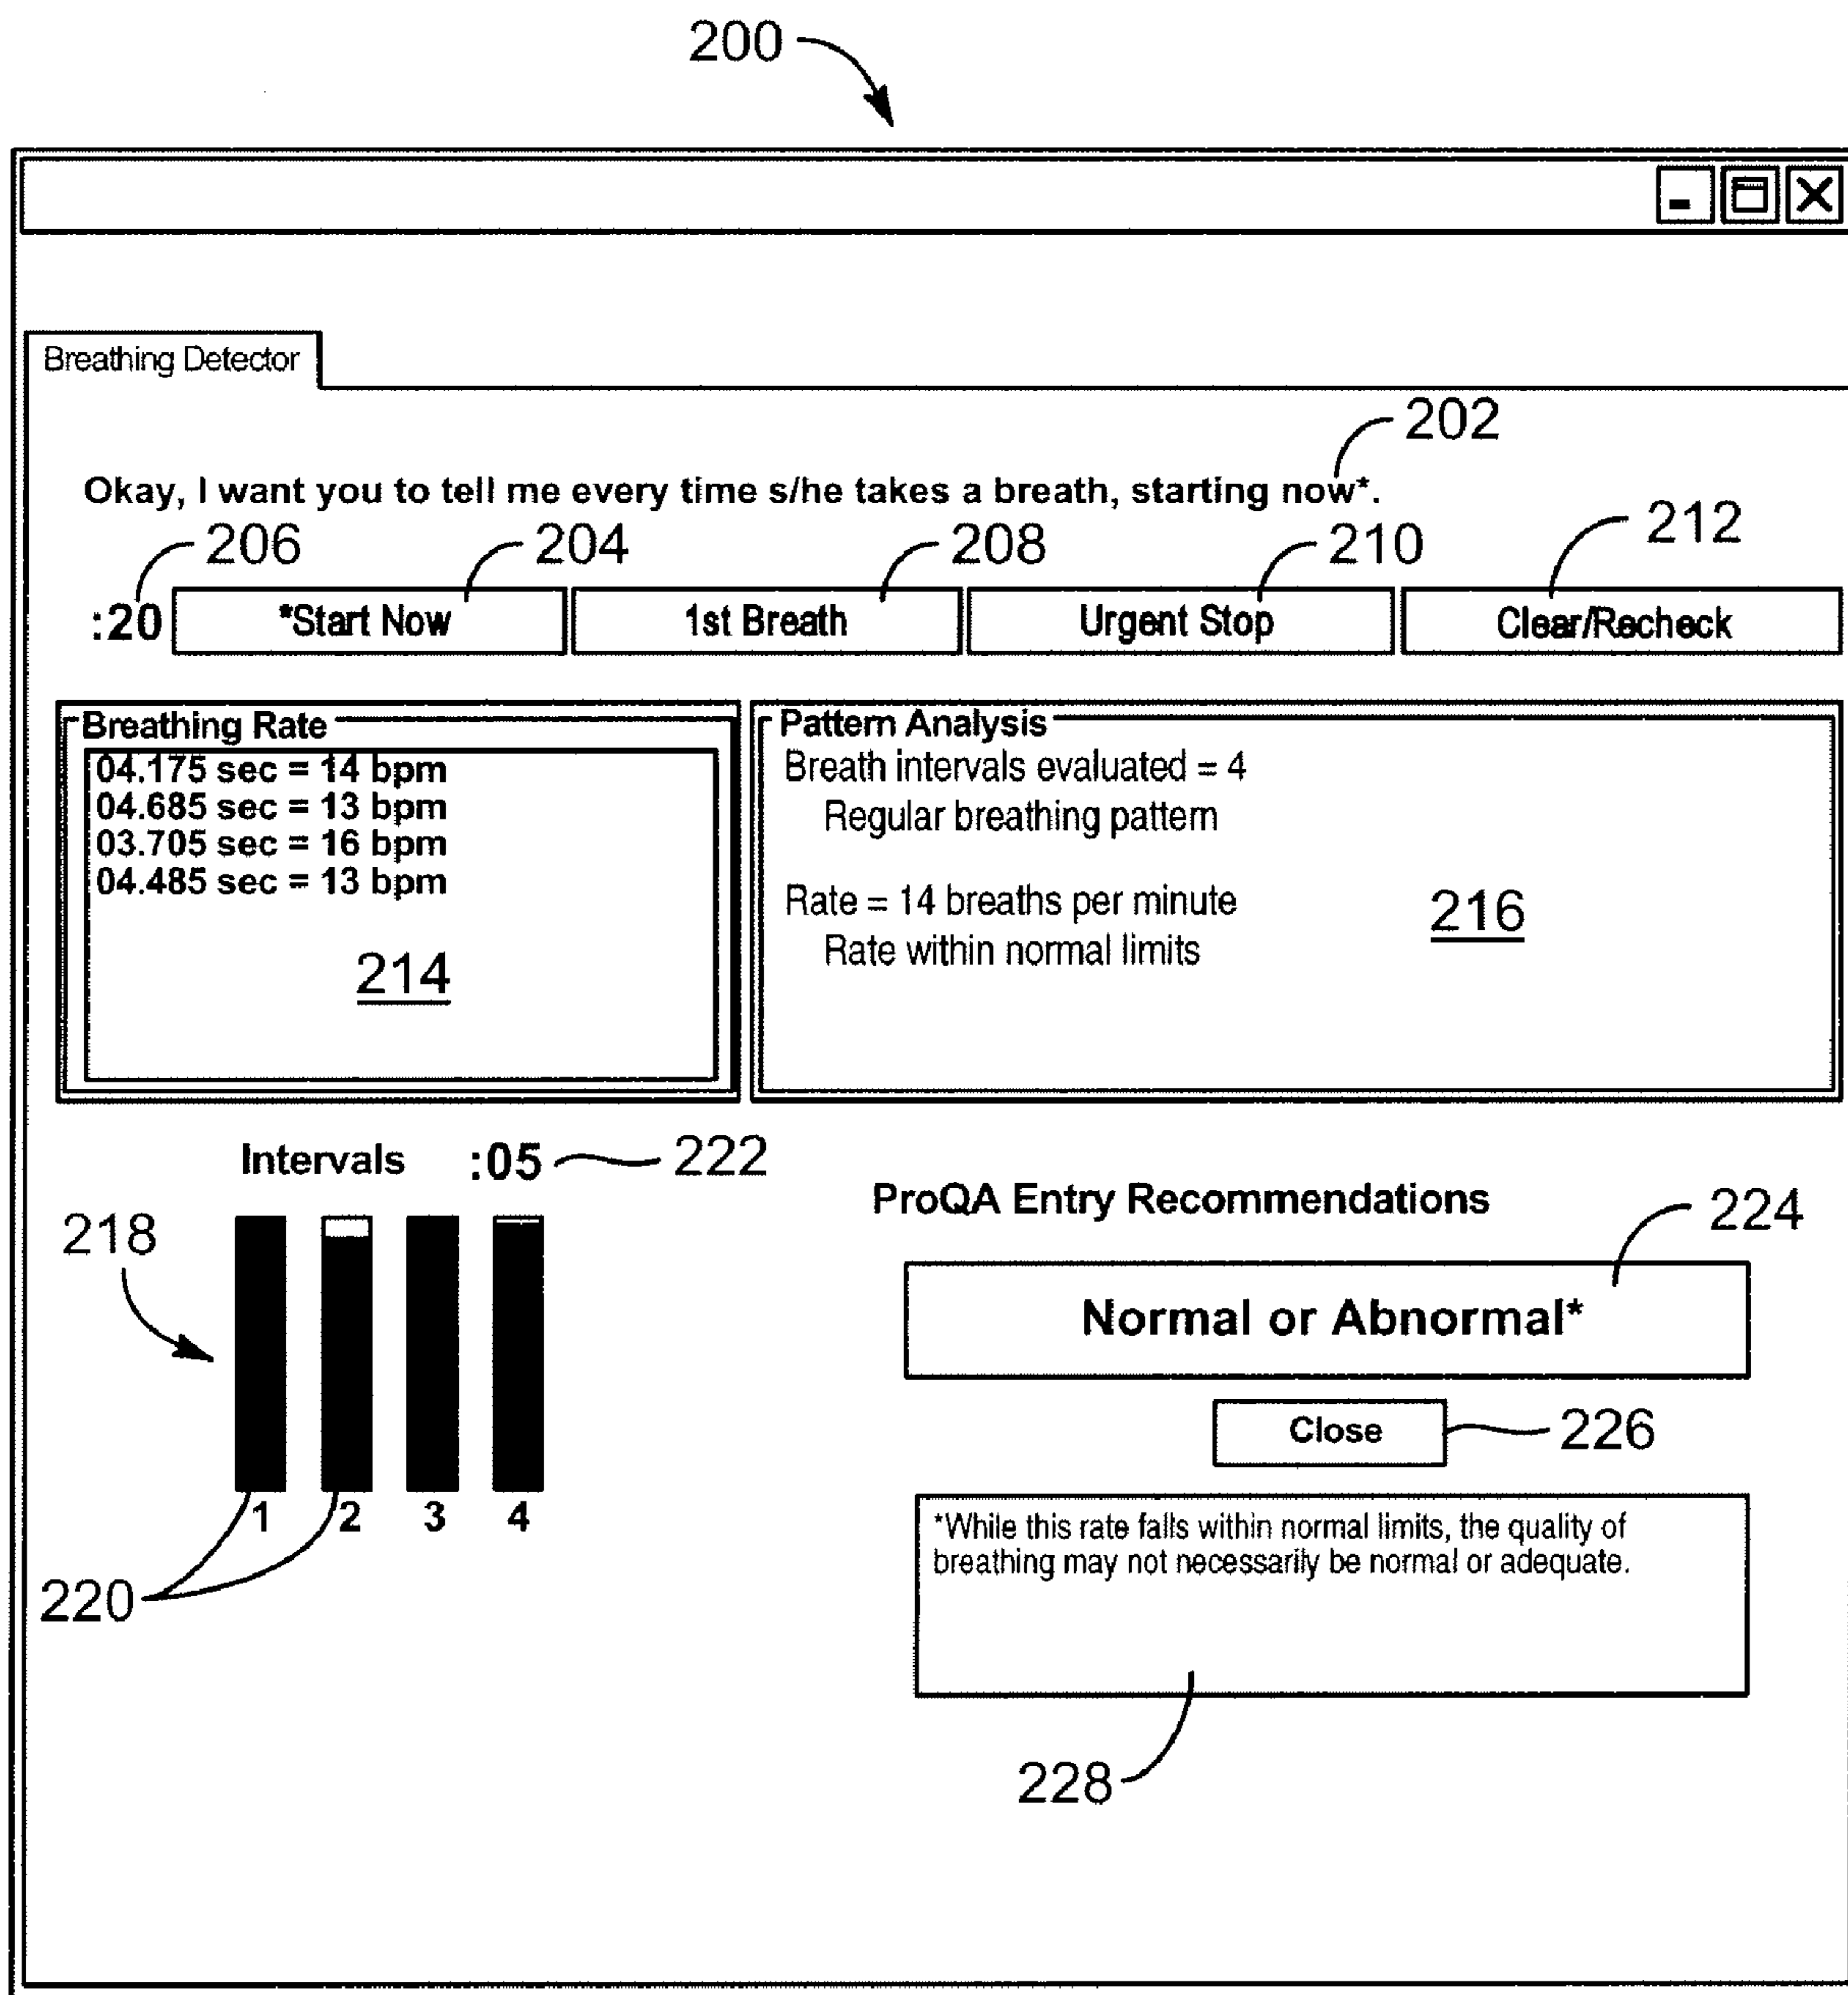 200
Breathing Detector
202
Okay, I want you to tell me every time s/he takes a breath, starting now*.
206 204 208 210 212
:20 *Start Now 1st Breath Urgent Stop Clear/Recheck
Breathing Rate
04.175 sec = 14 bpm
04.685 sec = 13 bpm
03.705 sec = 16 bpm
04.485 sec = 13 bpm
214
Pattern Analysis
Breath intervals evaluated = 4
Regular breathing pattern
Rate = 14 breaths per minute
Rate within normal limits
216
Intervals :05 222
218
1 2 3 4
220
ProQA Entry Recommendations
224
Normal or Abnormal*
Close 226
*While this rate falls within normal limits, the quality of
breathing may not necessarily be normal or adequate.
228